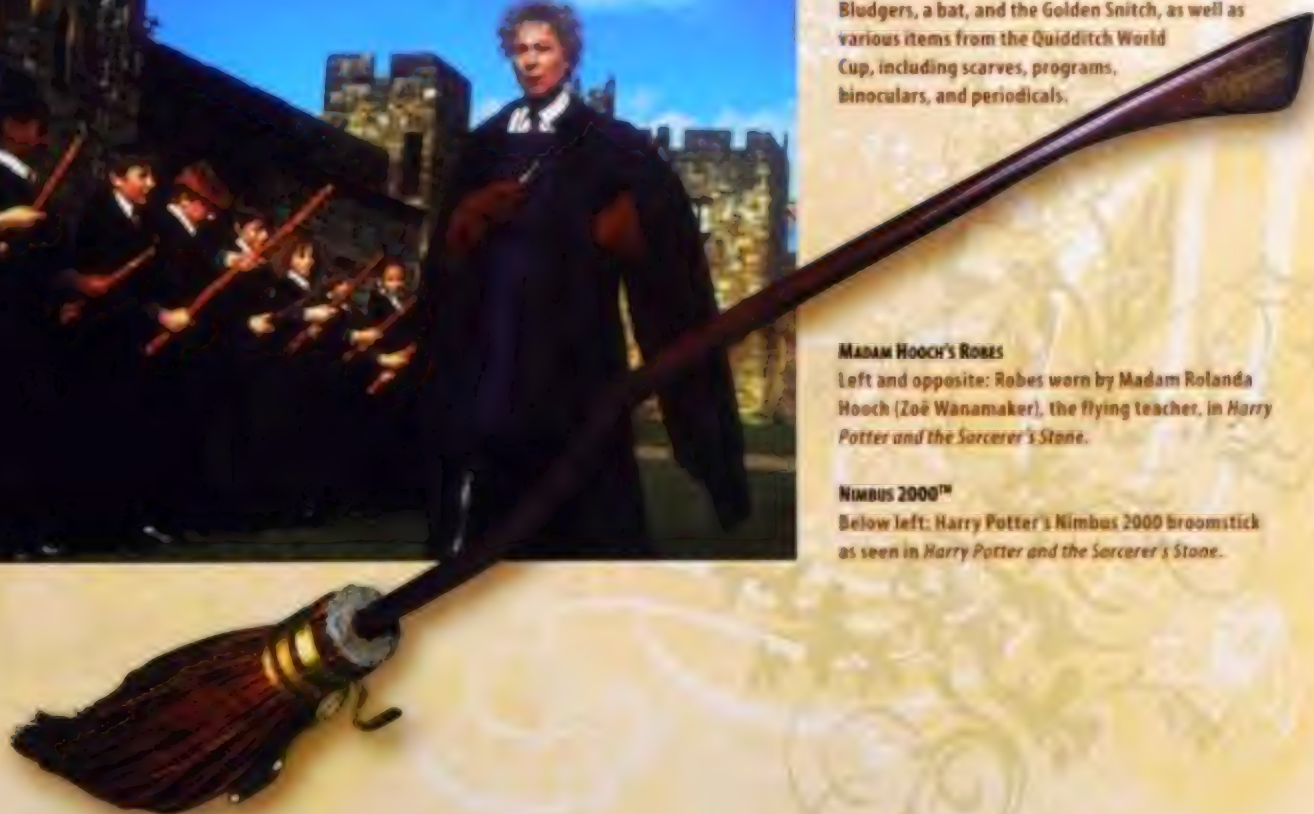 Bludgers, a bat, and the Golden Snitch, as well as
various items from the Quidditch World
Cup, including scarves, programs,
binoculars, and periodicals.
MADAM HOOCH'S ROBES
Left and opposite: Robes worn by Madam Rolanda
Hooch (Zoë Wanamaker), the flying teacher, in Harry
Potter and the Sorcerer's Stone.
NIMBUS 2000™
Below left: Harry Potter's Nimbus 2000 broomstick
as seen in Harry Potter and the Sorcerer's Stone.